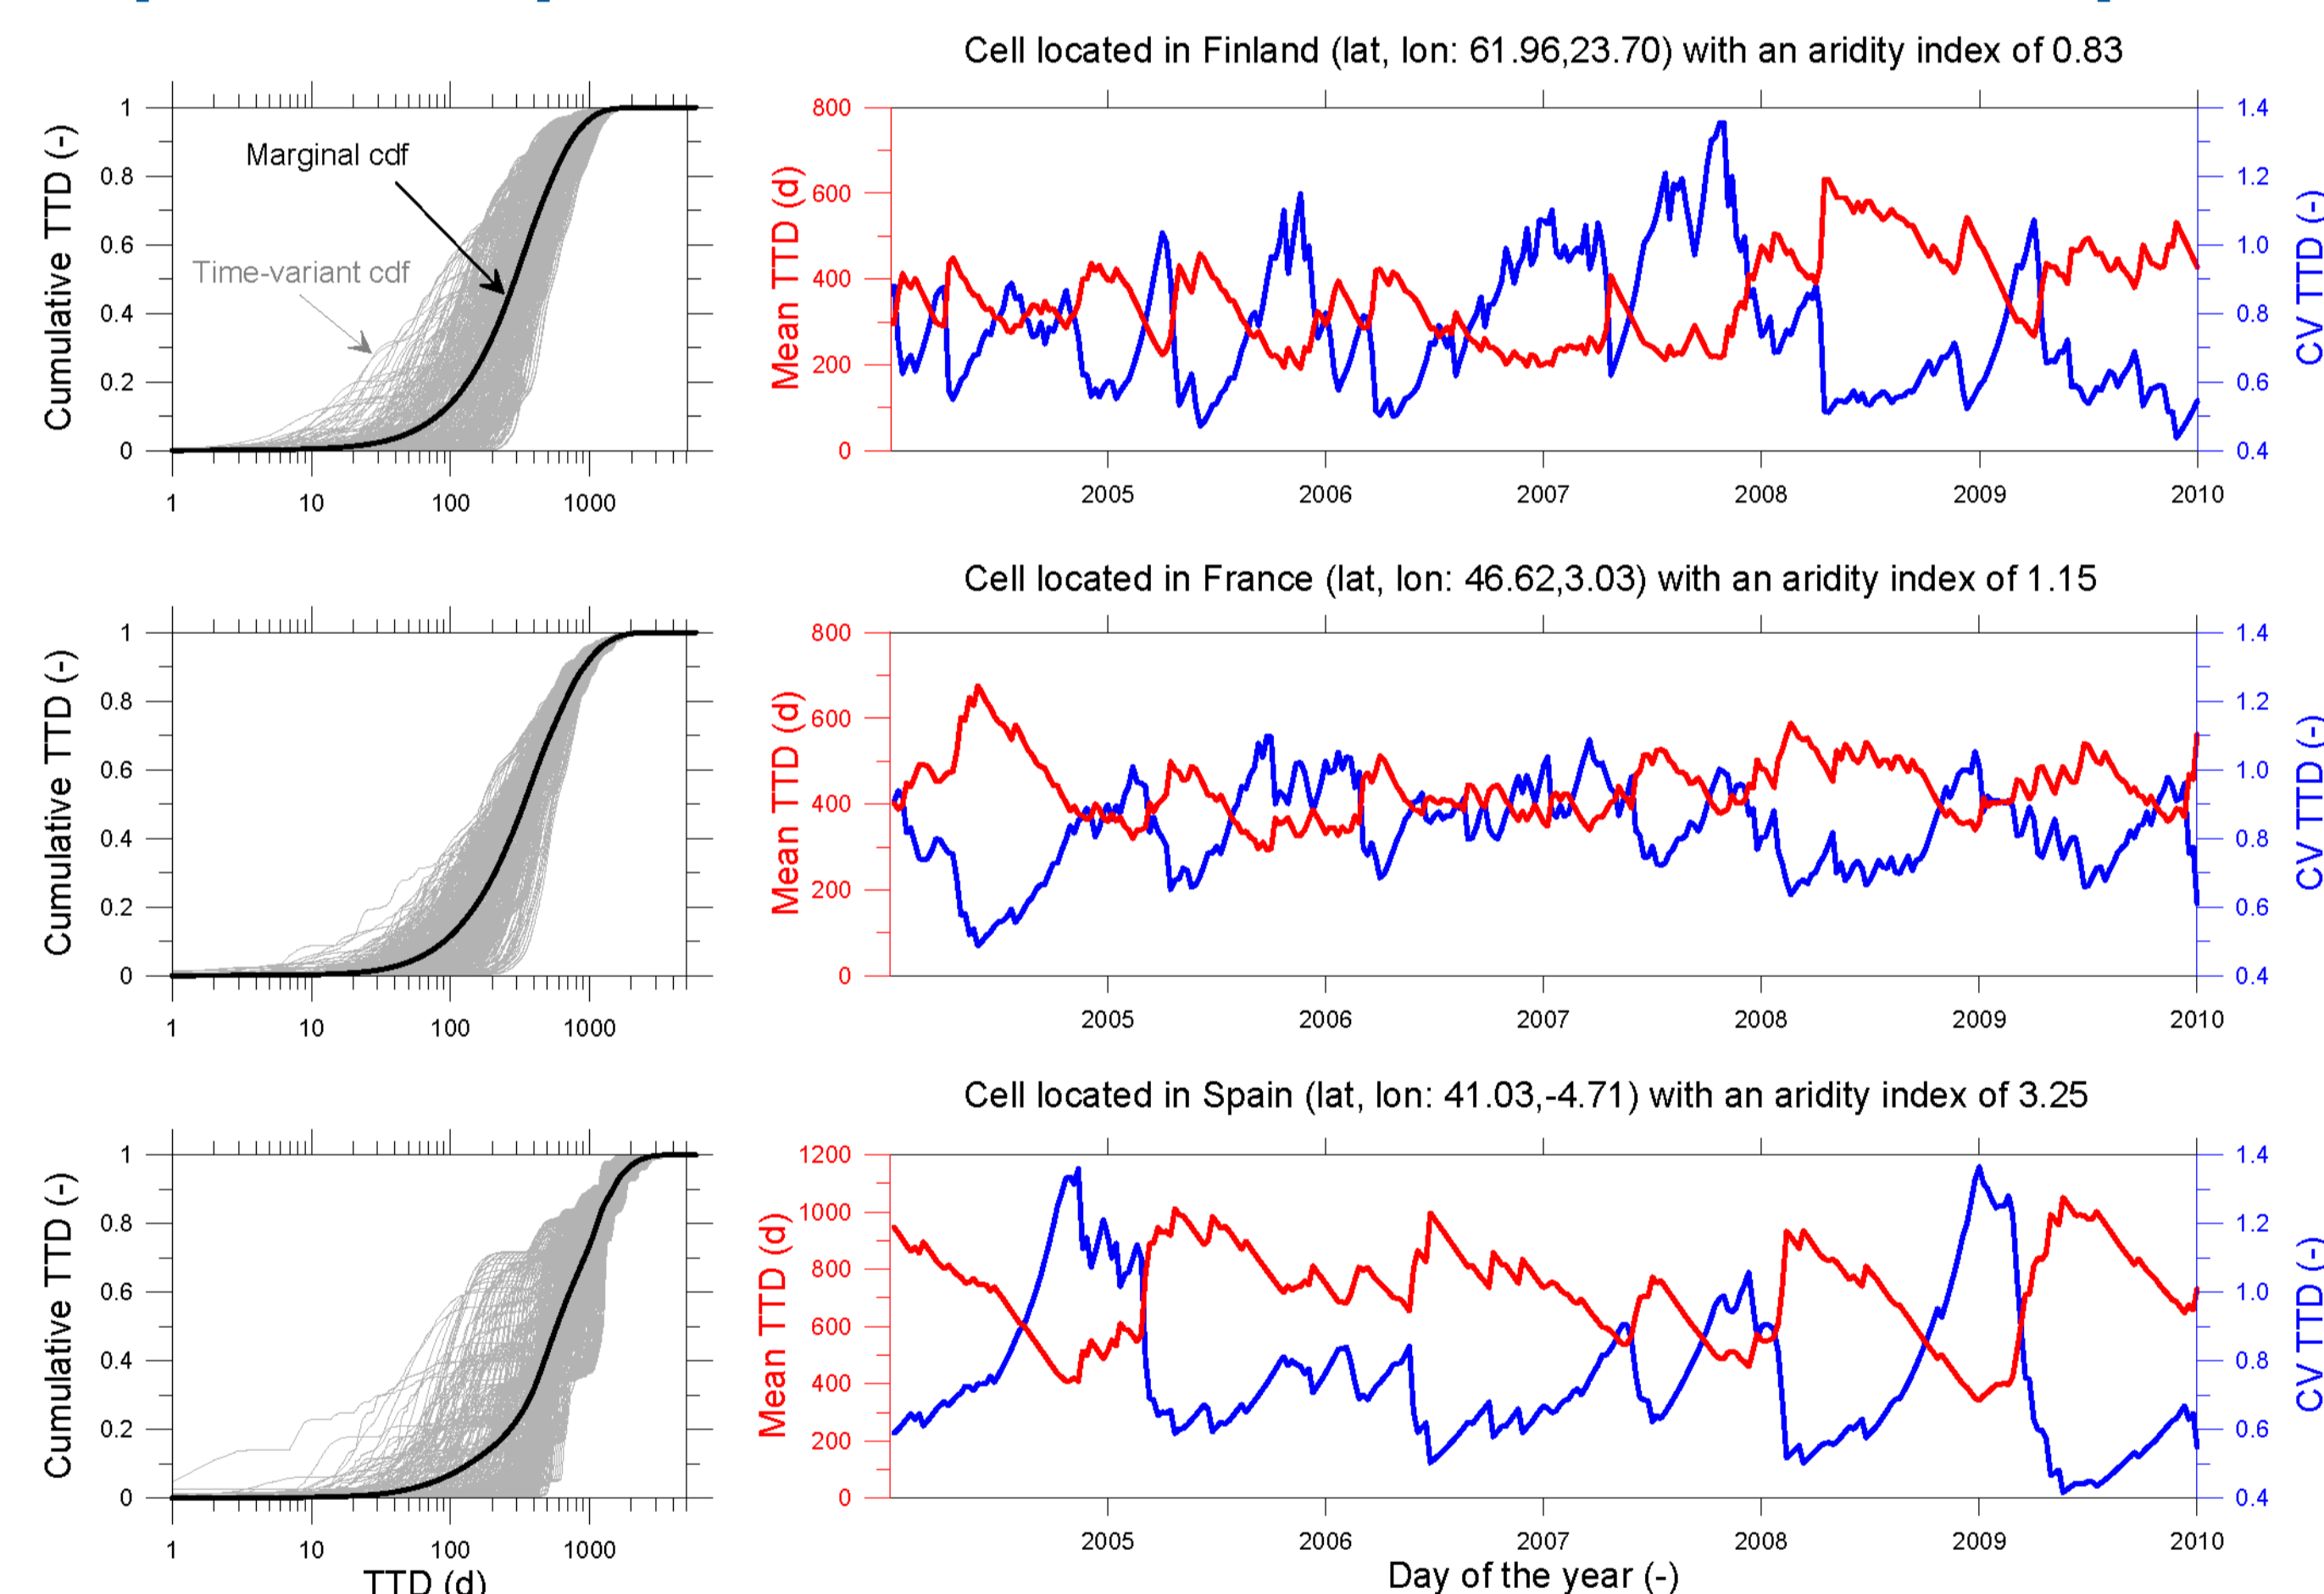 Cell located in Finland (lat, lon: 61.96,23.70) with an aridity index of 0.83
Cumulative TTD (-)
1
0.8
0.6
0.4
0.2
0
Marginal cdf
Time-variant cdf
1 10 100 1000
Mean TTD (d)
800
600
400
200
0
CV TTD (-)
1.4
1.2
1.0
0.8
0.6
0.4
2005 2006 2007 2008 2009 2010
Cell located in France (lat, lon: 46.62,3.03) with an aridity index of 1.15
Cumulative TTD (-)
1
0.8
0.6
0.4
0.2
0
1 10 100 1000
Mean TTD (d)
800
600
400
200
0
CV TTD (-)
1.4
1.2
1.0
0.8
0.6
0.4
2005 2006 2007 2008 2009 2010
Cell located in Spain (lat, lon: 41.03,-4.71) with an aridity index of 3.25
Cumulative TTD (-)
1
0.8
0.6
0.4
0.2
0
1 10 100 1000
TTD (d)
Mean TTD (d)
1200
1000
800
600
400
200
0
CV TTD (-)
1.4
1.2
1.0
0.8
0.6
0.4
2005 2006 2007 2008 2009 2010
Day of the year (-)